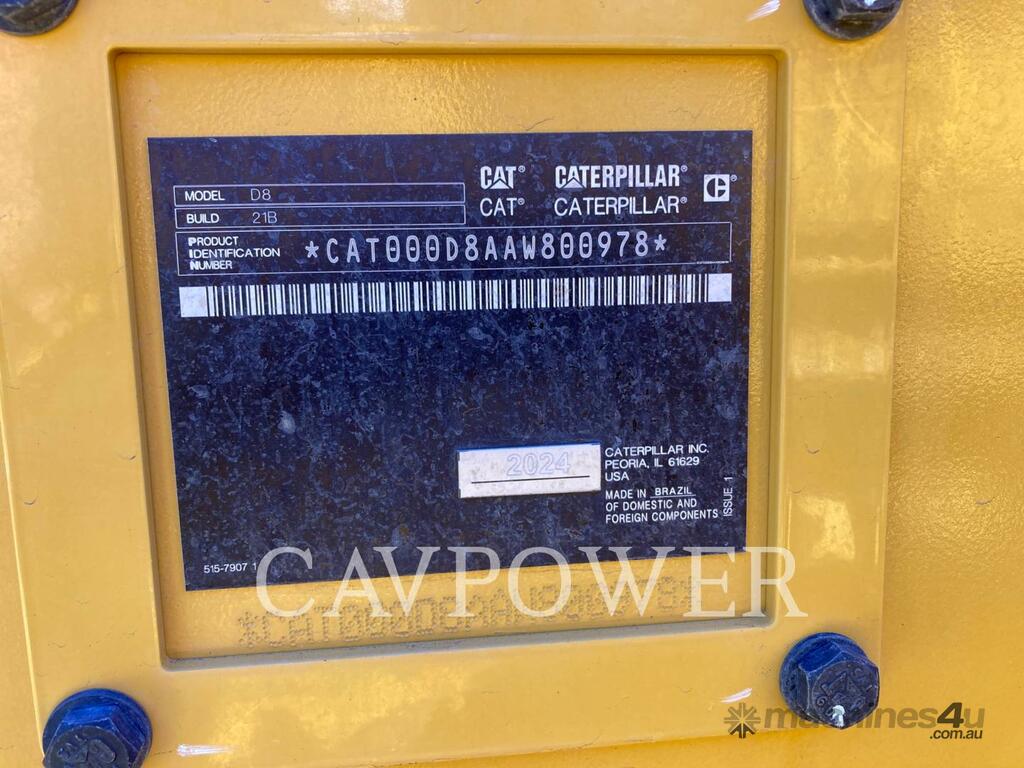 CAT® CATERPILLAR®
CAT® CATERPILLAR®
MODEL D8
BUILD 21B
PRODUCT IDENTIFICATION NUMBER *CAT000D8AAW800978*
2024
CATERPILLAR INC.
PEORIA, IL 61629
USA
MADE IN BRAZIL
OF DOMESTIC AND
FOREIGN COMPONENTS
ISSUE 1
515-7907 1
CAVPOWER
machines4u
.com.au